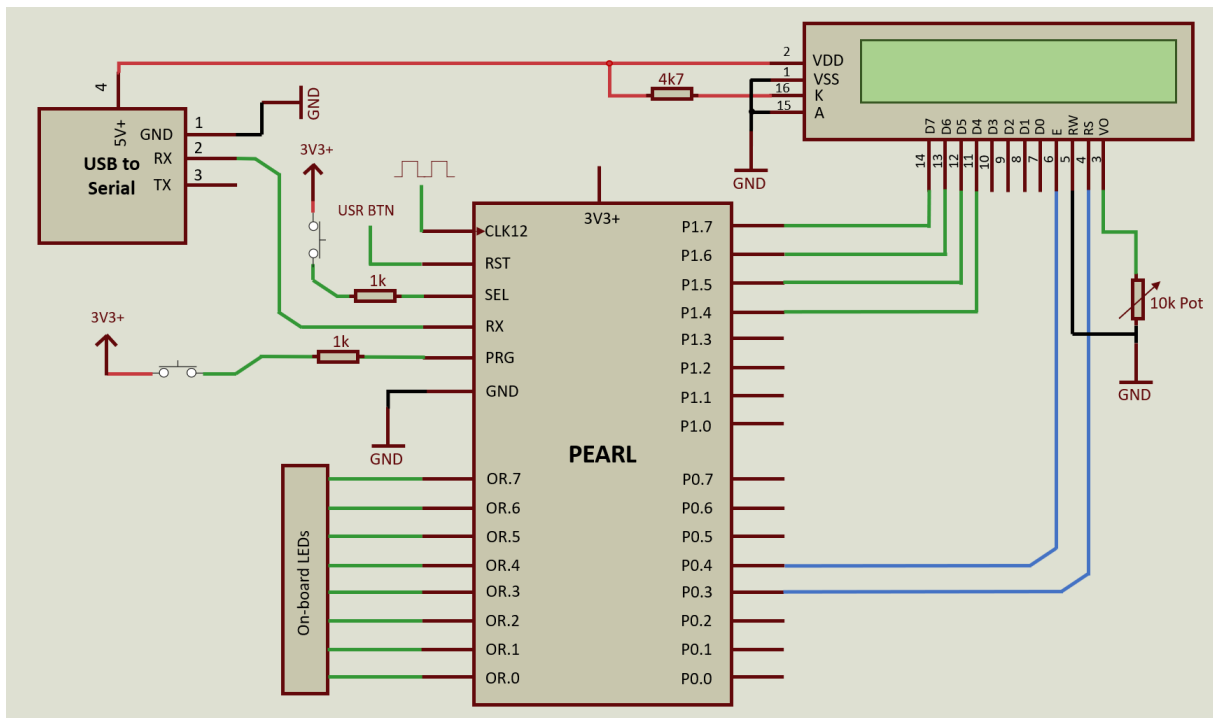 4
5V+
GND
1
RX
2
TX
3
USB to
Serial
GND
3V3+
USR BTN
1k
3V3+
1k
GND
4k7
2
VDD
1
VSS
16
K
15
A
GND
D7
D6
D5
D4
D3
D2
D1
D0
E
RW
RS
VO
14
13
12
11
10
9
8
7
6
5
4
3
10k Pot
GND
3V3+
CLK12
RST
SEL
RX
PRG
GND
PEARL
OR.7
OR.6
OR.5
OR.4
OR.3
OR.2
OR.1
OR.0
P1.7
P1.6
P1.5
P1.4
P1.3
P1.2
P1.1
P1.0
P0.7
P0.6
P0.5
P0.4
P0.3
P0.2
P0.1
P0.0
On-board LEDs